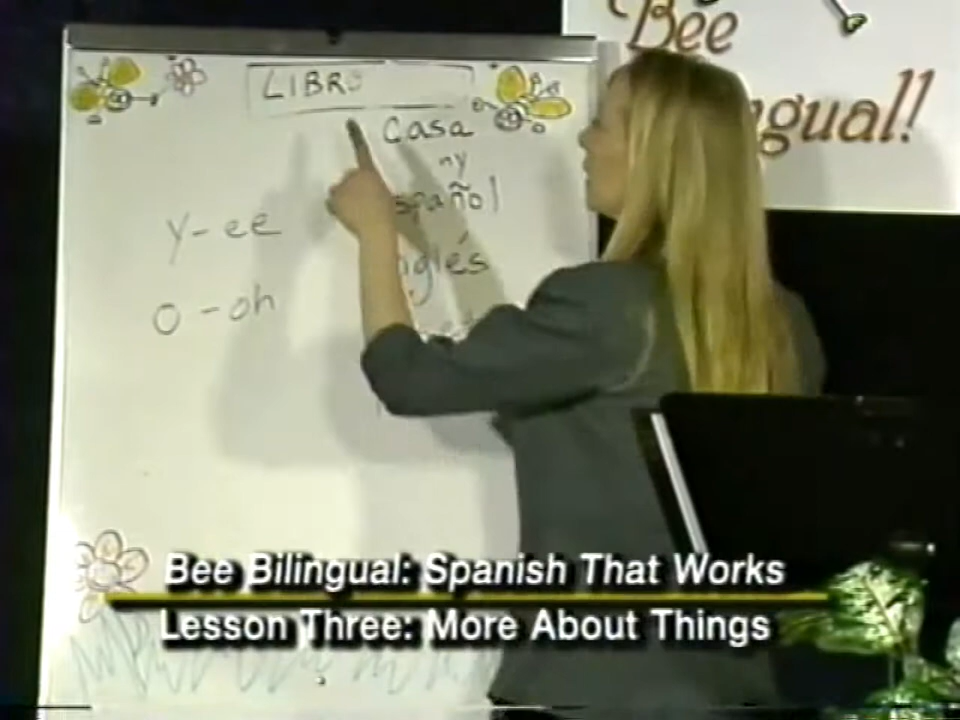 Bee
ngual!!
LIBRO
Casa
ny
spañol
glés
Y-ee
O-oh
Bee Bilingual: Spanish That Works
Lesson Three: More About Things